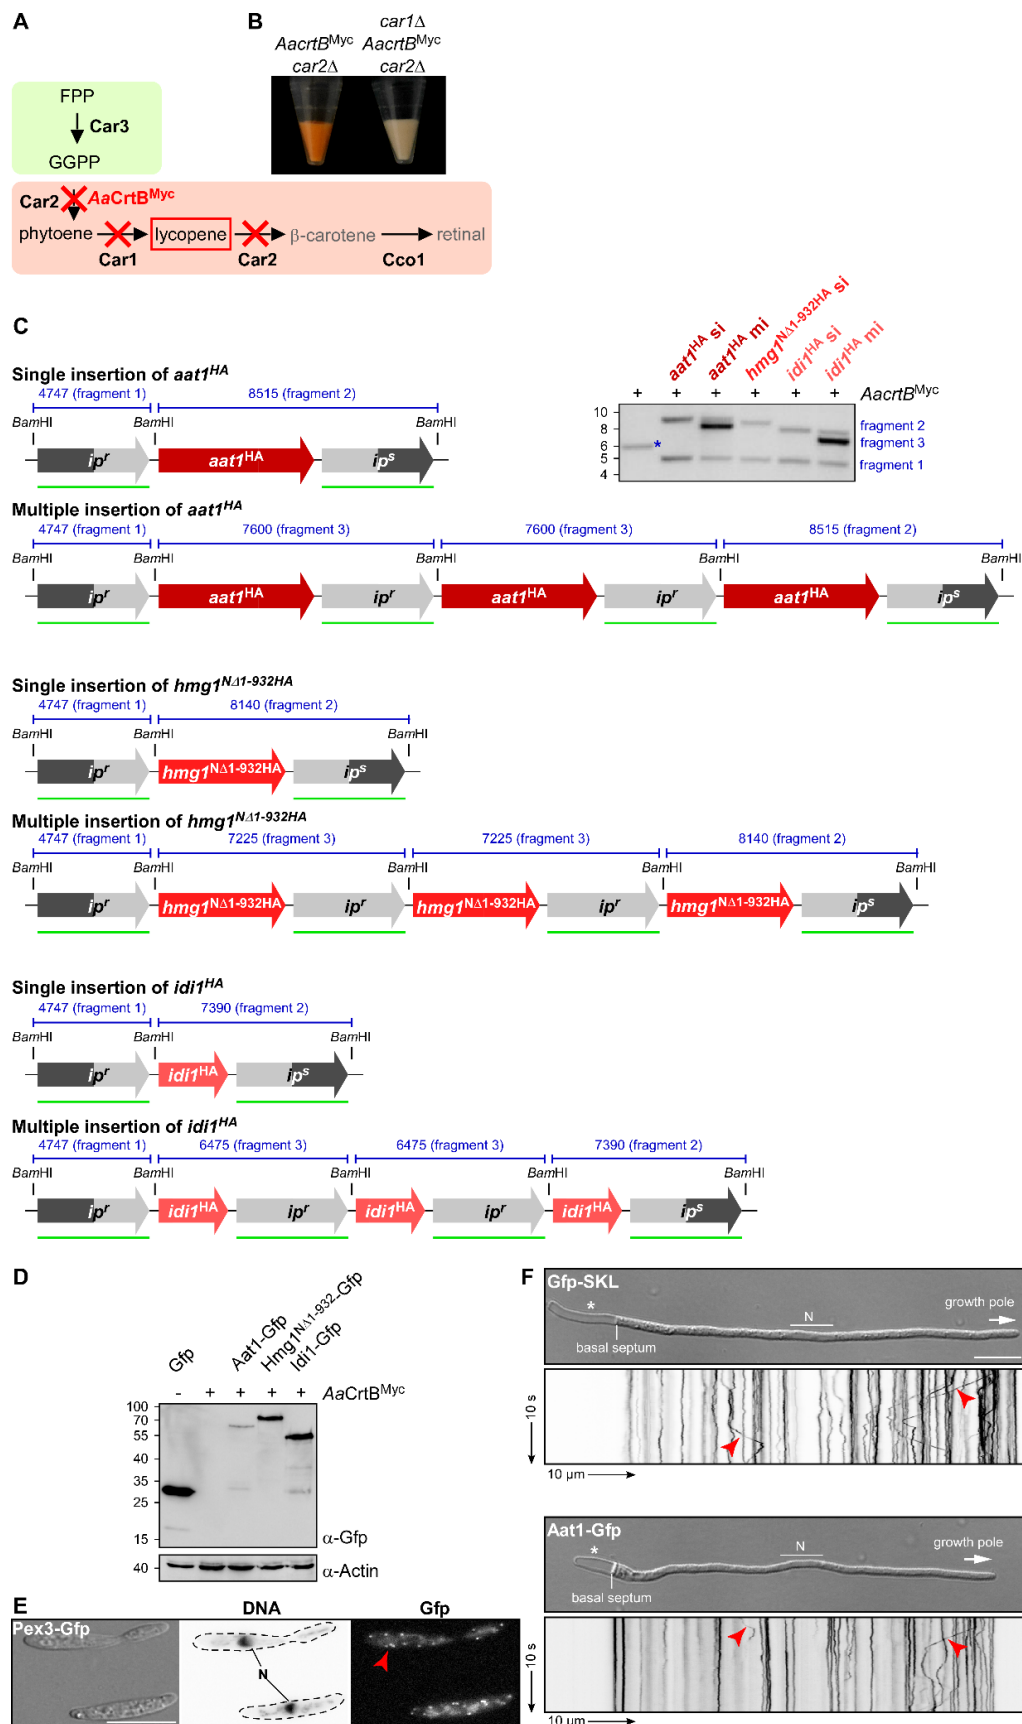 A
B
car1Δ
AacrtB^Myc AacrtB^Myc
car2Δ car2Δ
FPP
Car3
GGPP
Car2 AaCrtB^Myc
phytoene lycopene β-carotene retinal
Car1 Car2 Cco1
C
aat1^HA si
aat1^HA mi
hmg1^NΔ1-932HA si
idi1^HA si
idi1^HA mi
+ + + + + + AacrtB^Myc
10
8
6
5
4
*
fragment 2
fragment 3
fragment 1
Single insertion of aat1^HA
4747 (fragment 1) 8515 (fragment 2)
BamHI BamHI BamHI
ip^r aat1^HA ip^s
Multiple insertion of aat1^HA
4747 (fragment 1) 7600 (fragment 3) 7600 (fragment 3) 8515 (fragment 2)
BamHI BamHI BamHI BamHI BamHI
ip^r aat1^HA ip^r aat1^HA ip^r aat1^HA ip^s
Single insertion of hmg1^NΔ1-932HA
4747 (fragment 1) 8140 (fragment 2)
BamHI BamHI BamHI
ip^r hmg1^NΔ1-932HA ip^s
Multiple insertion of hmg1^NΔ1-932HA
4747 (fragment 1) 7225 (fragment 3) 7225 (fragment 3) 8140 (fragment 2)
BamHI BamHI BamHI BamHI BamHI
ip^r hmg1^NΔ1-932HA ip^r hmg1^NΔ1-932HA ip^r hmg1^NΔ1-932HA ip^s
Single insertion of idi1^HA
4747 (fragment 1) 7390 (fragment 2)
BamHI BamHI BamHI
ip^r idi1^HA ip^s
Multiple insertion of idi1^HA
4747 (fragment 1) 6475 (fragment 3) 6475 (fragment 3) 7390 (fragment 2)
BamHI BamHI BamHI BamHI BamHI
ip^r idi1^HA ip^r idi1^HA ip^r idi1^HA ip^s
D
Gfp
Aat1-Gfp
Hmg1^NΔ1-932-Gfp
Idi1-Gfp
- + + + + AaCrtB^Myc
100
70
55
35
25
15
α-Gfp
40
α-Actin
E
DNA Gfp
Pex3-Gfp
N
F
Gfp-SKL
*
N
growth pole
basal septum
10 s
10 µm
Aat1-Gfp
*
N
growth pole
basal septum
10 s
10 µm